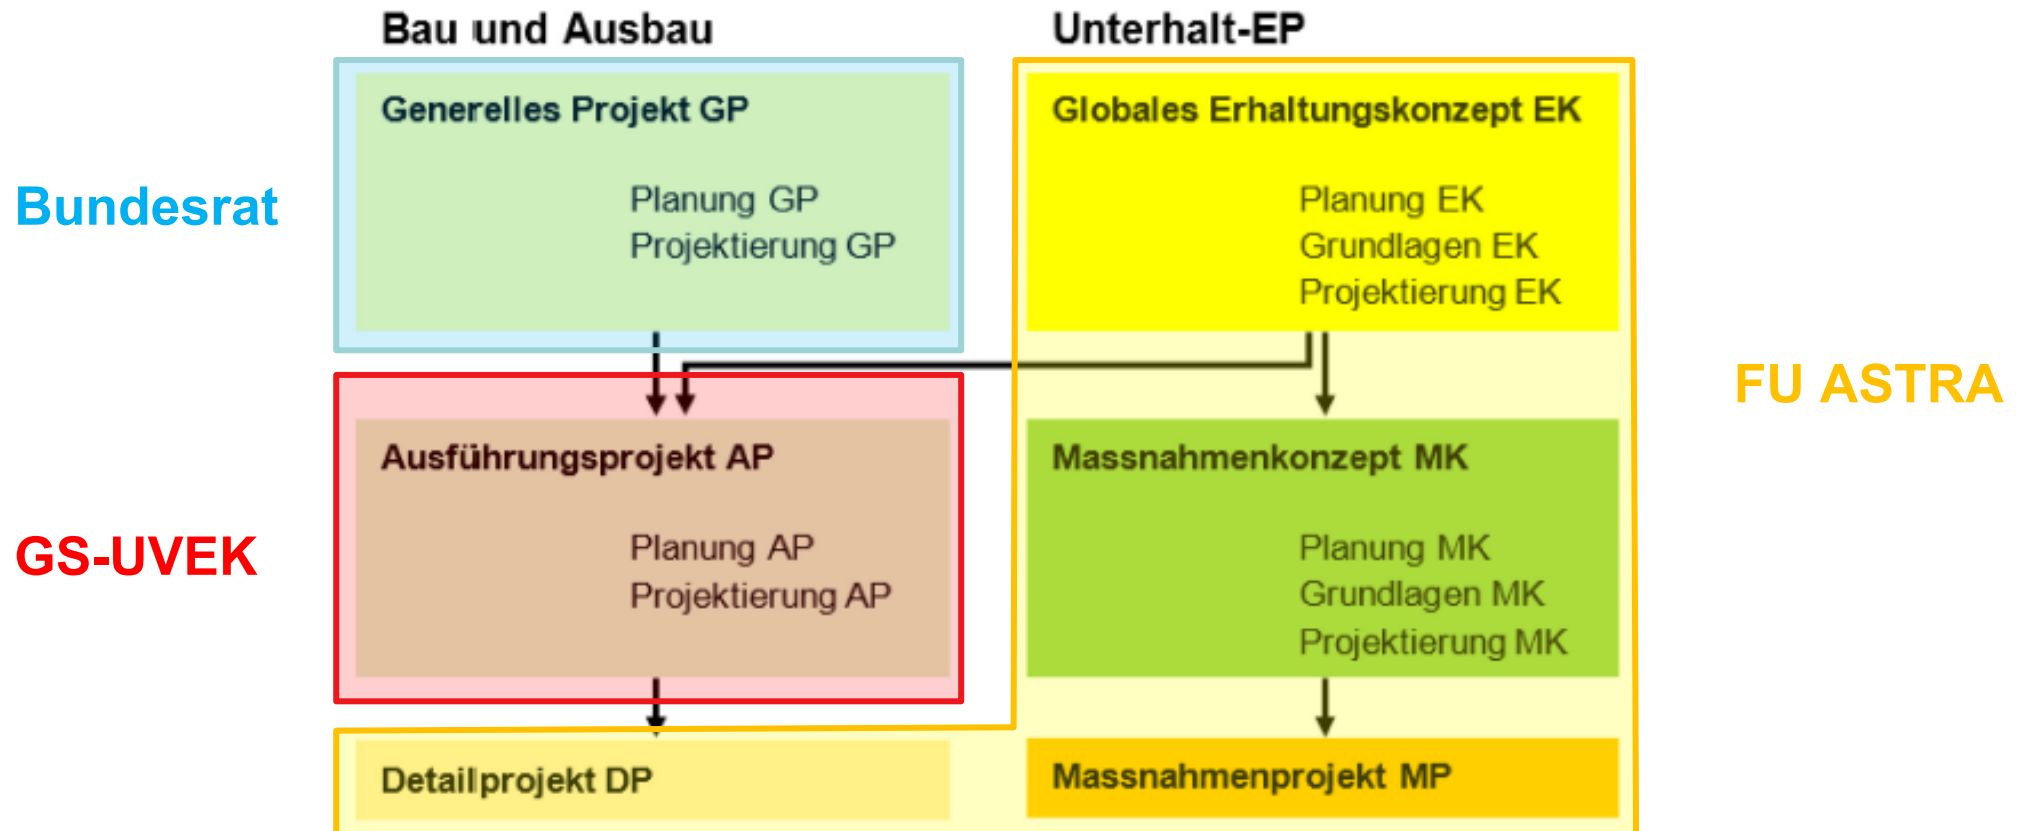 Bau und Ausbau
Unterhalt-EP
Generelles Projekt GP
Planung GP
Projektierung GP
Globales Erhaltungskonzept EK
Planung EK
Grundlagen EK
Projektierung EK
Bundesrat
FU ASTRA
Ausführungsprojekt AP
Planung AP
Projektierung AP
Massnahmenkonzept MK
Planung MK
Grundlagen MK
Projektierung MK
GS-UVEK
Detailprojekt DP
Massnahmenprojekt MP